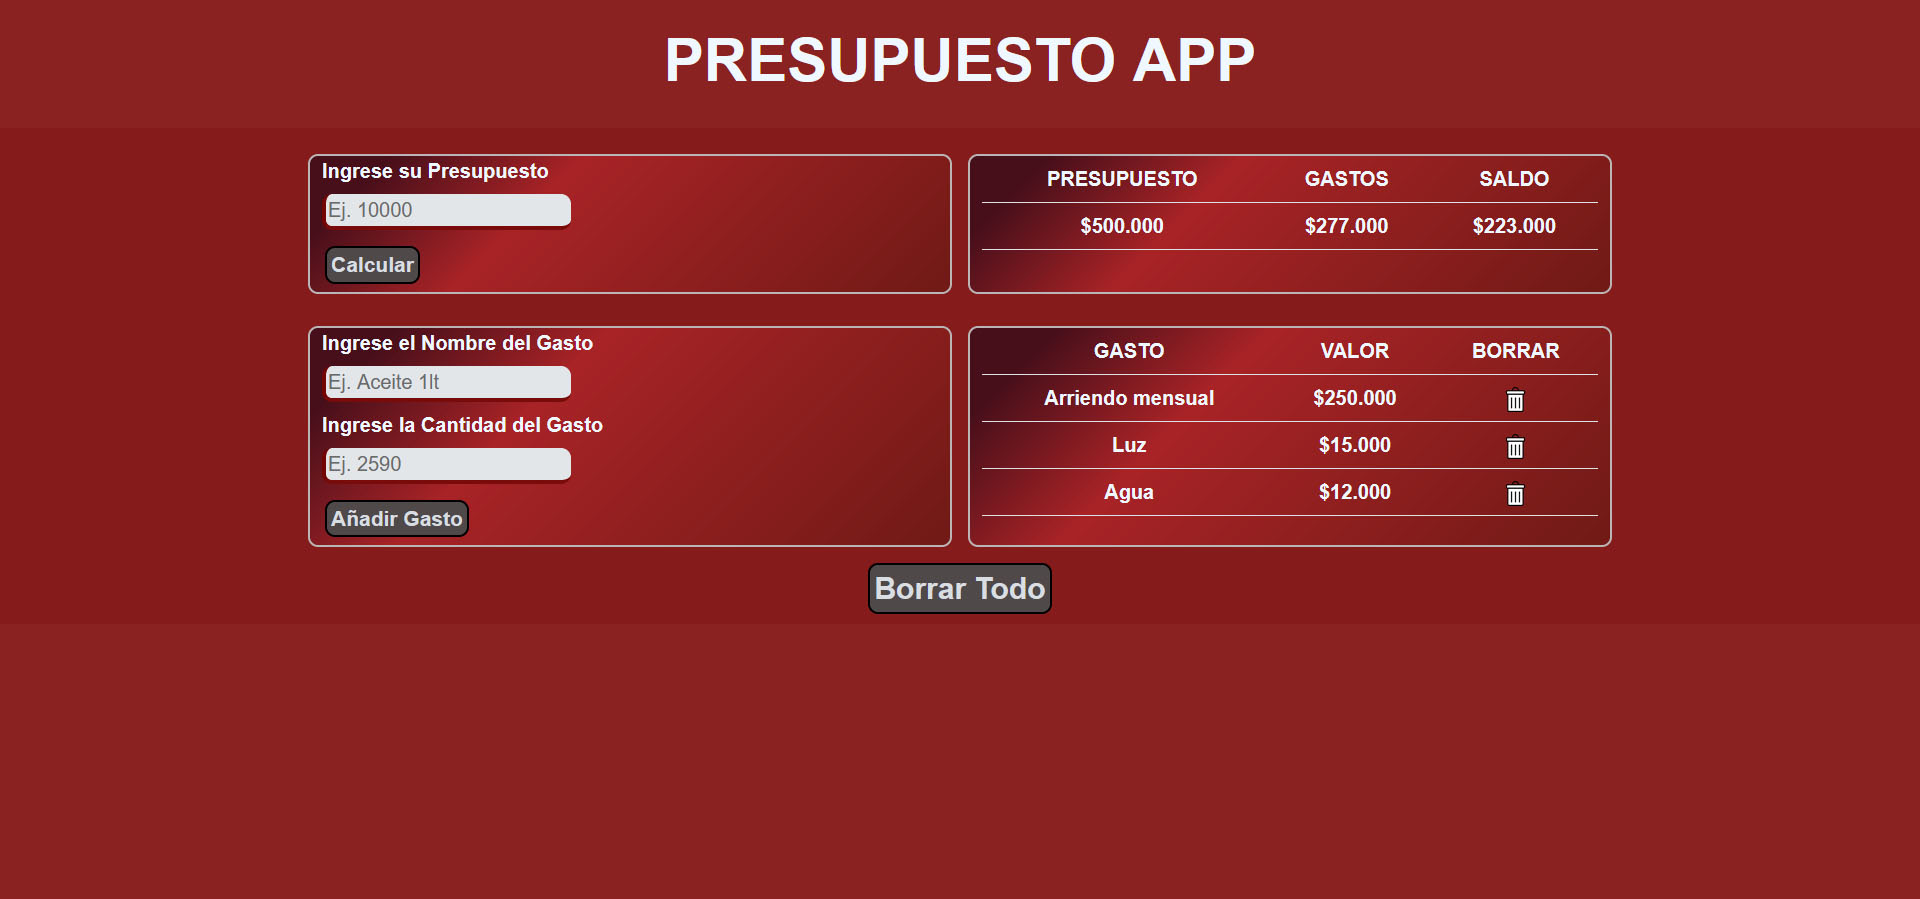 PRESUPUESTO APP
Ingrese su Presupuesto
Ej. 10000
Calcular
PRESUPUESTO GASTOS SALDO
$500.000 $277.000 $223.000
Ingrese el Nombre del Gasto
Ej. Aceite 1lt
Ingrese la Cantidad del Gasto
Ej. 2590
Añadir Gasto
GASTO VALOR BORRAR
Arriendo mensual $250.000
Luz $15.000
Agua $12.000
Borrar Todo